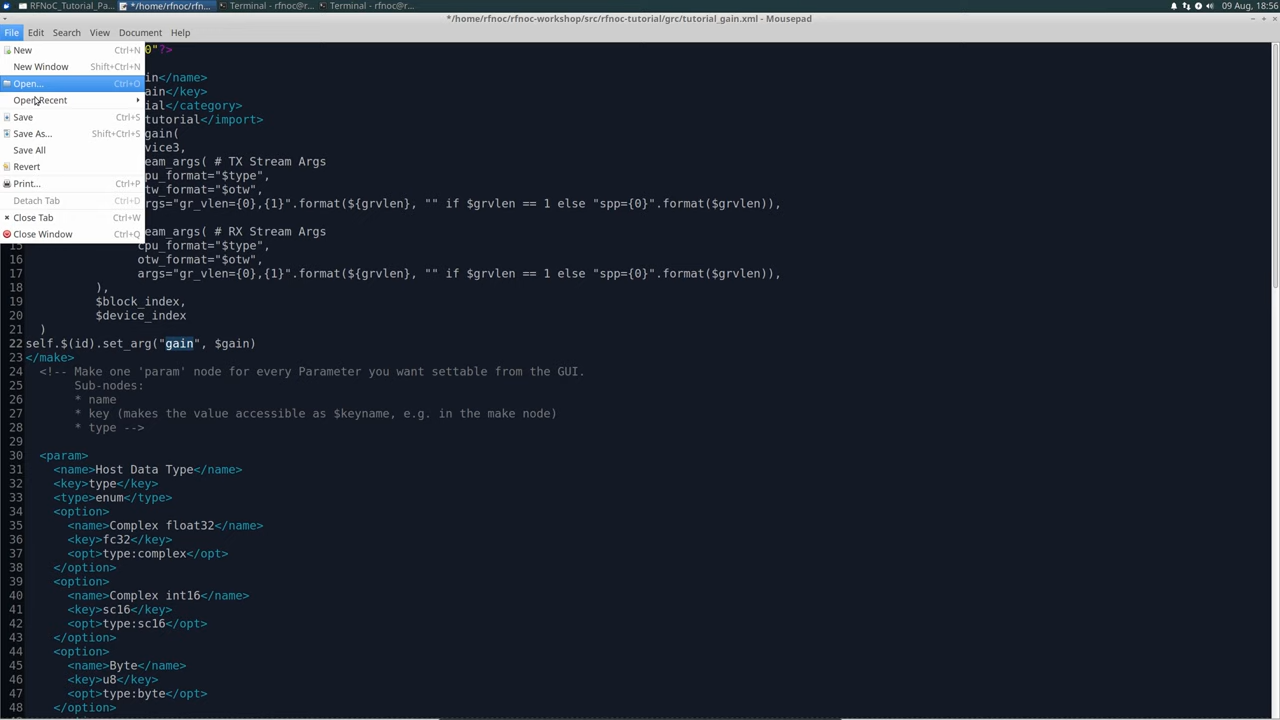 RFNoC_Tutorial_Pa...
*/home/rfnoc/rfn...
Terminal - rfnoc@r...
Terminal - rfnoc@r...
09 Aug, 18:56
*/home/rfnoc/rfnoc-workshop/src/rfnoc-tutorial/grc/tutorial_gain.xml - Mousepad
File Edit Search View Document Help
New Ctrl+N
New Window Shift+Ctrl+N
Open... Ctrl+O
Open Recent
Save Ctrl+S
Save As... Shift+Ctrl+S
Save All
Revert
Print... Ctrl+P
Detach Tab Ctrl+D
Close Tab Ctrl+W
Close Window Ctrl+Q
0"?>
in</name>
ain</key>
ial</category>
tutorial</import>
gain(
vice3,
eam_args( # TX Stream Args
pu_format="$type",
tw_format="$otw",
args="gr_vlen={0},{1}".format(${grvlen}, "" if $grvlen == 1 else "spp={0}".format($grvlen)),
eam_args( # RX Stream Args
15 cpu_format="$type",
16 otw_format="$otw",
17 args="gr_vlen={0},{1}".format(${grvlen}, "" if $grvlen == 1 else "spp={0}".format($grvlen)),
18 ),
19 $block_index,
20 $device_index
21 )
22 self.$(id).set_arg("gain", $gain)
23 </make>
24 <!-- Make one 'param' node for every Parameter you want settable from the GUI.
25 Sub-nodes:
26 * name
27 * key (makes the value accessible as $keyname, e.g. in the make node)
28 * type -->
29
30 <param>
31 <name>Host Data Type</name>
32 <key>type</key>
33 <type>enum</type>
34 <option>
35 <name>Complex float32</name>
36 <key>fc32</key>
37 <opt>type:complex</opt>
38 </option>
39 <option>
40 <name>Complex int16</name>
41 <key>sc16</key>
42 <opt>type:sc16</opt>
43 </option>
44 <option>
45 <name>Byte</name>
46 <key>u8</key>
47 <opt>type:byte</opt>
48 </option>